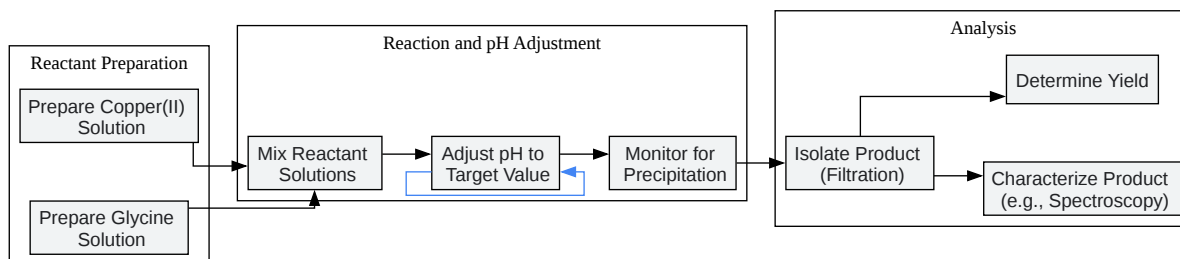 Reactant Preparation
Prepare Copper(II)
Solution
Prepare Glycine
Solution
Reaction and pH Adjustment
Mix Reactant
Solutions
Adjust pH to
Target Value
Monitor for
Precipitation
Analysis
Isolate Product
(Filtration)
Determine Yield
Characterize Product
(e.g., Spectroscopy)